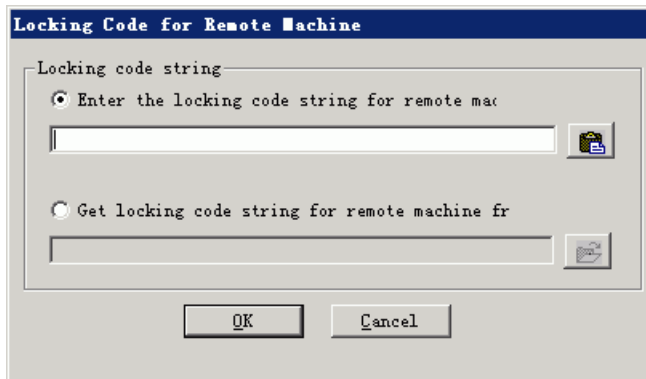 Locking Code for Remote Machine
Locking code string
Enter the locking code string for remote mac
Get locking code string for remote machine fr
OK
Cancel